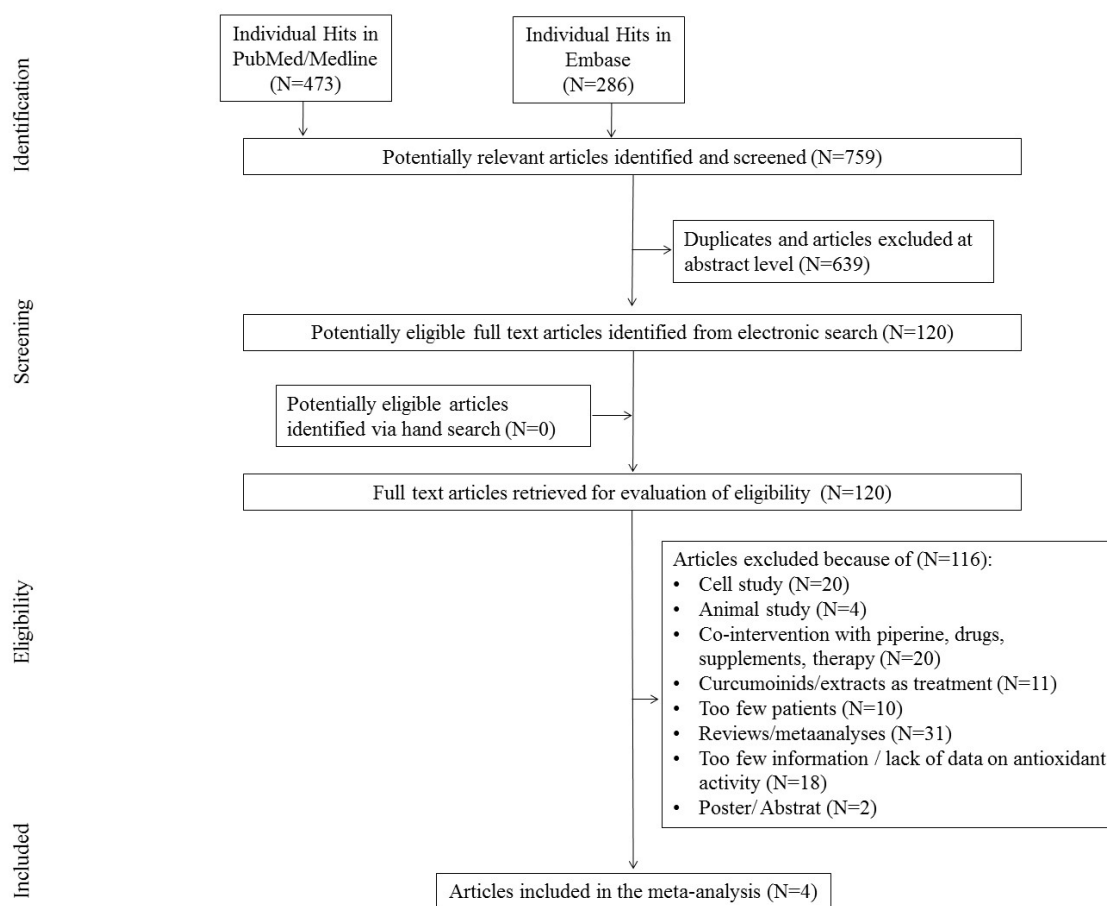 Identification
Individual Hits in
PubMed/Medline
(N=473)
Individual Hits in
Embase
(N=286)
Potentially relevant articles identified and screened (N=759)
Duplicates and articles excluded at
abstract level (N=639)
Screening
Potentially eligible full text articles identified from electronic search (N=120)
Potentially eligible articles
identified via hand search (N=0)
Full text articles retrieved for evaluation of eligibility (N=120)
Eligibility
Articles excluded because of (N=116):
• Cell study (N=20)
• Animal study (N=4)
• Co-intervention with piperine, drugs,
supplements, therapy (N=20)
• Curcumoinids/extracts as treatment (N=11)
• Too few patients (N=10)
• Reviews/metaanalyses (N=31)
• Too few information / lack of data on antioxidant
activity (N=18)
• Poster/ Abstrat (N=2)
Included
Articles included in the meta-analysis (N=4)